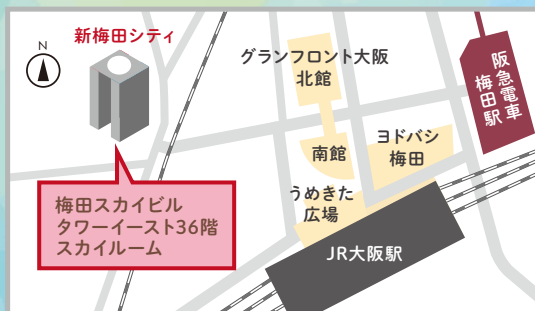 N
新梅田シティ
グランフロント大阪
北館
阪急電車
梅田駅
南館
ヨドバシ
梅田
うめきた
広場
梅田スカイビル
タワーイースト36階
スカイルーム
JR大阪駅